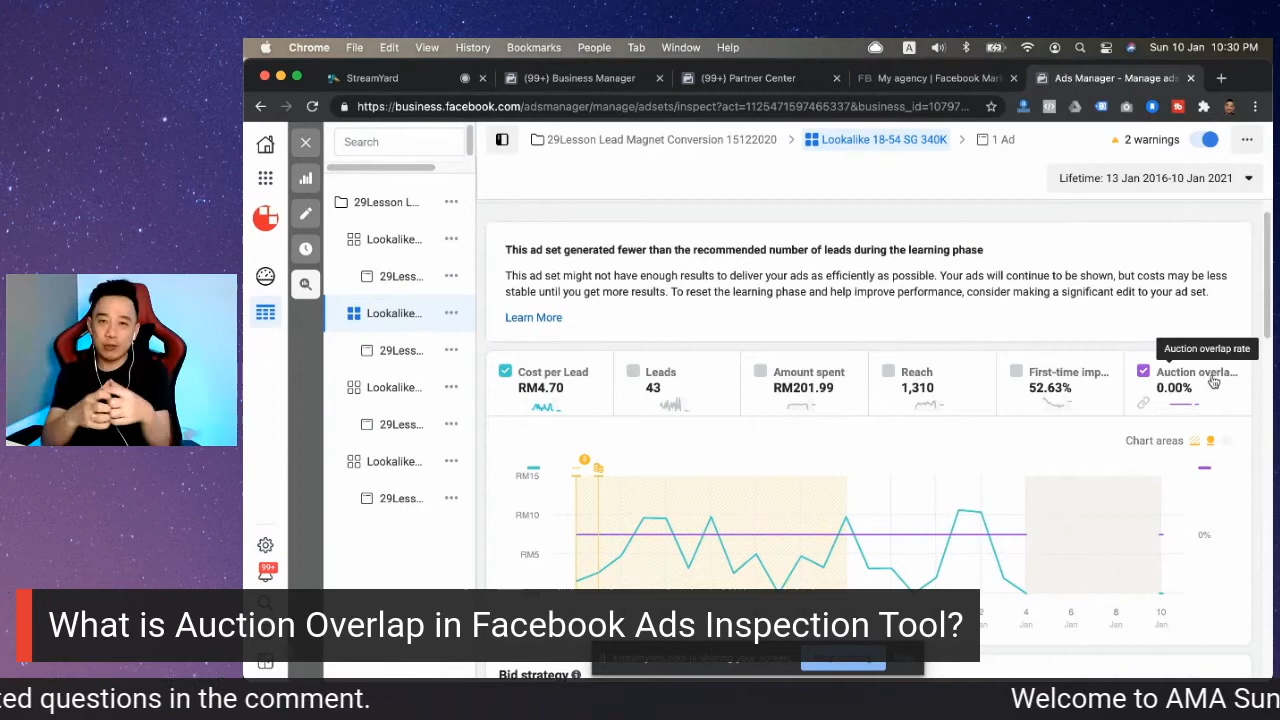 Chrome File Edit View History Bookmarks People Tab Window Help
A
Sun 10 Jan 10:30 PM
StreamYard
(99+) Business Manager
(99+) Partner Center
FB My agency | Facebook Mar
Ads Manager - Manage ads
https://business.facebook.com/adsmanager/manage/adsets/inspect?act=1125471597465337&business_id=10797...
Search
29Lesson Lead Magnet Conversion 15122020
Lookalike 18-54 SG 340K
1 Ad
2 warnings
Lifetime: 13 Jan 2016-10 Jan 2021
29Lesson L...
Lookalike...
29Less...
Lookalike...
29Less...
Lookalike...
29Less...
Lookalike...
29Less...
99+
This ad set generated fewer than the recommended number of leads during the learning phase
This ad set might not have enough results to deliver your ads as efficiently as possible. Your ads will continue to be shown, but costs may be less
stable until you get more results. To reset the learning phase and help improve performance, consider making a significant edit to your ad set.
Learn More
Auction overlap rate
Cost per Lead
RM4.70
Leads
43
Amount spent
RM201.99
Reach
1,310
First-time imp...
52.63%
Auction overla...
0.00%
Chart areas
RM15
RM10
RM5
0%
4 6 8 10
Jan Jan Jan Jan
Bid strategy
What is Auction Overlap in Facebook Ads Inspection Tool?
ted questions in the comment.
Welcome to AMA Sun